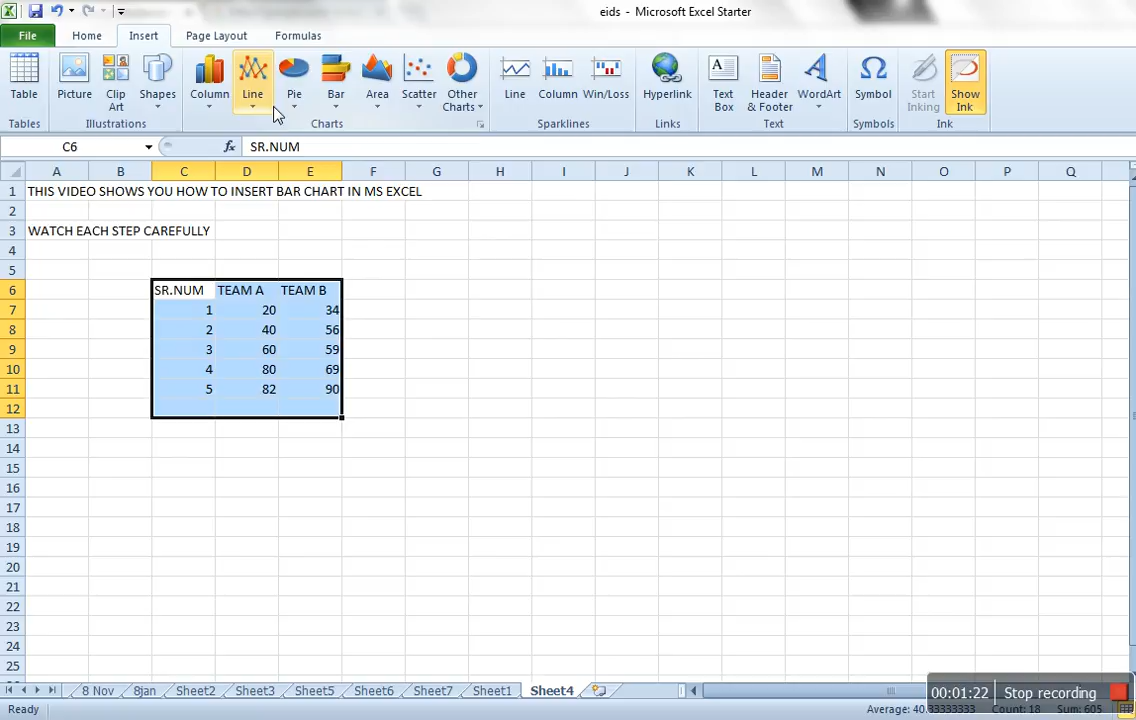 eids - Microsoft Excel Starter
File Home Insert Page Layout Formulas
Table Picture Clip Art Shapes Column Line Pie Bar Area Scatter Other Charts Line Column Win/Loss Hyperlink Text Box Header & Footer WordArt Symbol Start Inking Show Ink
Tables Illustrations Charts Sparklines Links Text Symbols Ink
C6 fx SR.NUM
A B C D E F G H I J K L M N O P Q
1 THIS VIDEO SHOWS YOU HOW TO INSERT BAR CHART IN MS EXCEL
2
3 WATCH EACH STEP CAREFULLY
4
5
6 SR.NUM TEAM A TEAM B
7 1 20 34
8 2 40 56
9 3 60 59
10 4 80 69
11 5 82 90
12
13
14
15
16
17
18
19
20
21
22
23
24
25
8 Nov 8jan Sheet2 Sheet3 Sheet5 Sheet6 Sheet7 Sheet1 Sheet4
00:01:22 Stop recording
Ready Average: 40.33333333 Count: 18 Sum: 605